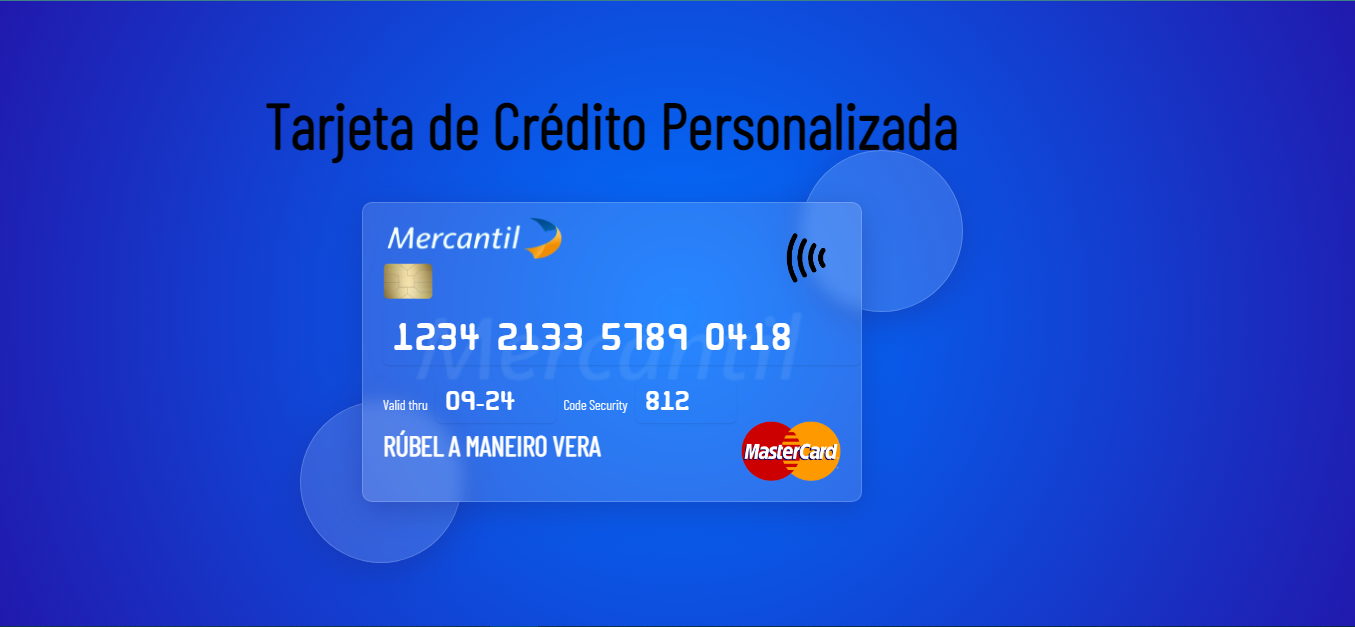 Tarjeta de Crédito Personalizada
Mercantil
1234 2133 5789 0418
Mercantil
Valid thru 09-24 Code Security 812
RÚBEL A MANEIRO VERA
MasterCard